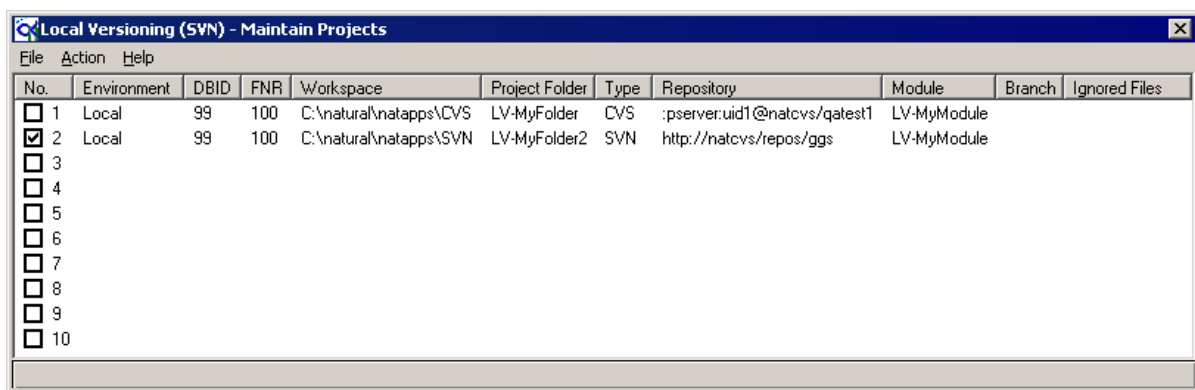 Local Versioning (SVN) - Maintain Projects
File Action Help
No. Environment DBID FNR Workspace Project Folder Type Repository Module Branch Ignored Files
1 Local 99 100 C:\natural\natapps\CVS LV-MyFolder CVS :pserver:uid1@natcvs/qatest1 LV-MyModule
2 Local 99 100 C:\natural\natapps\SVN LV-MyFolder2 SVN http://natcvs/repos/ggs LV-MyModule
3
4
5
6
7
8
9
10